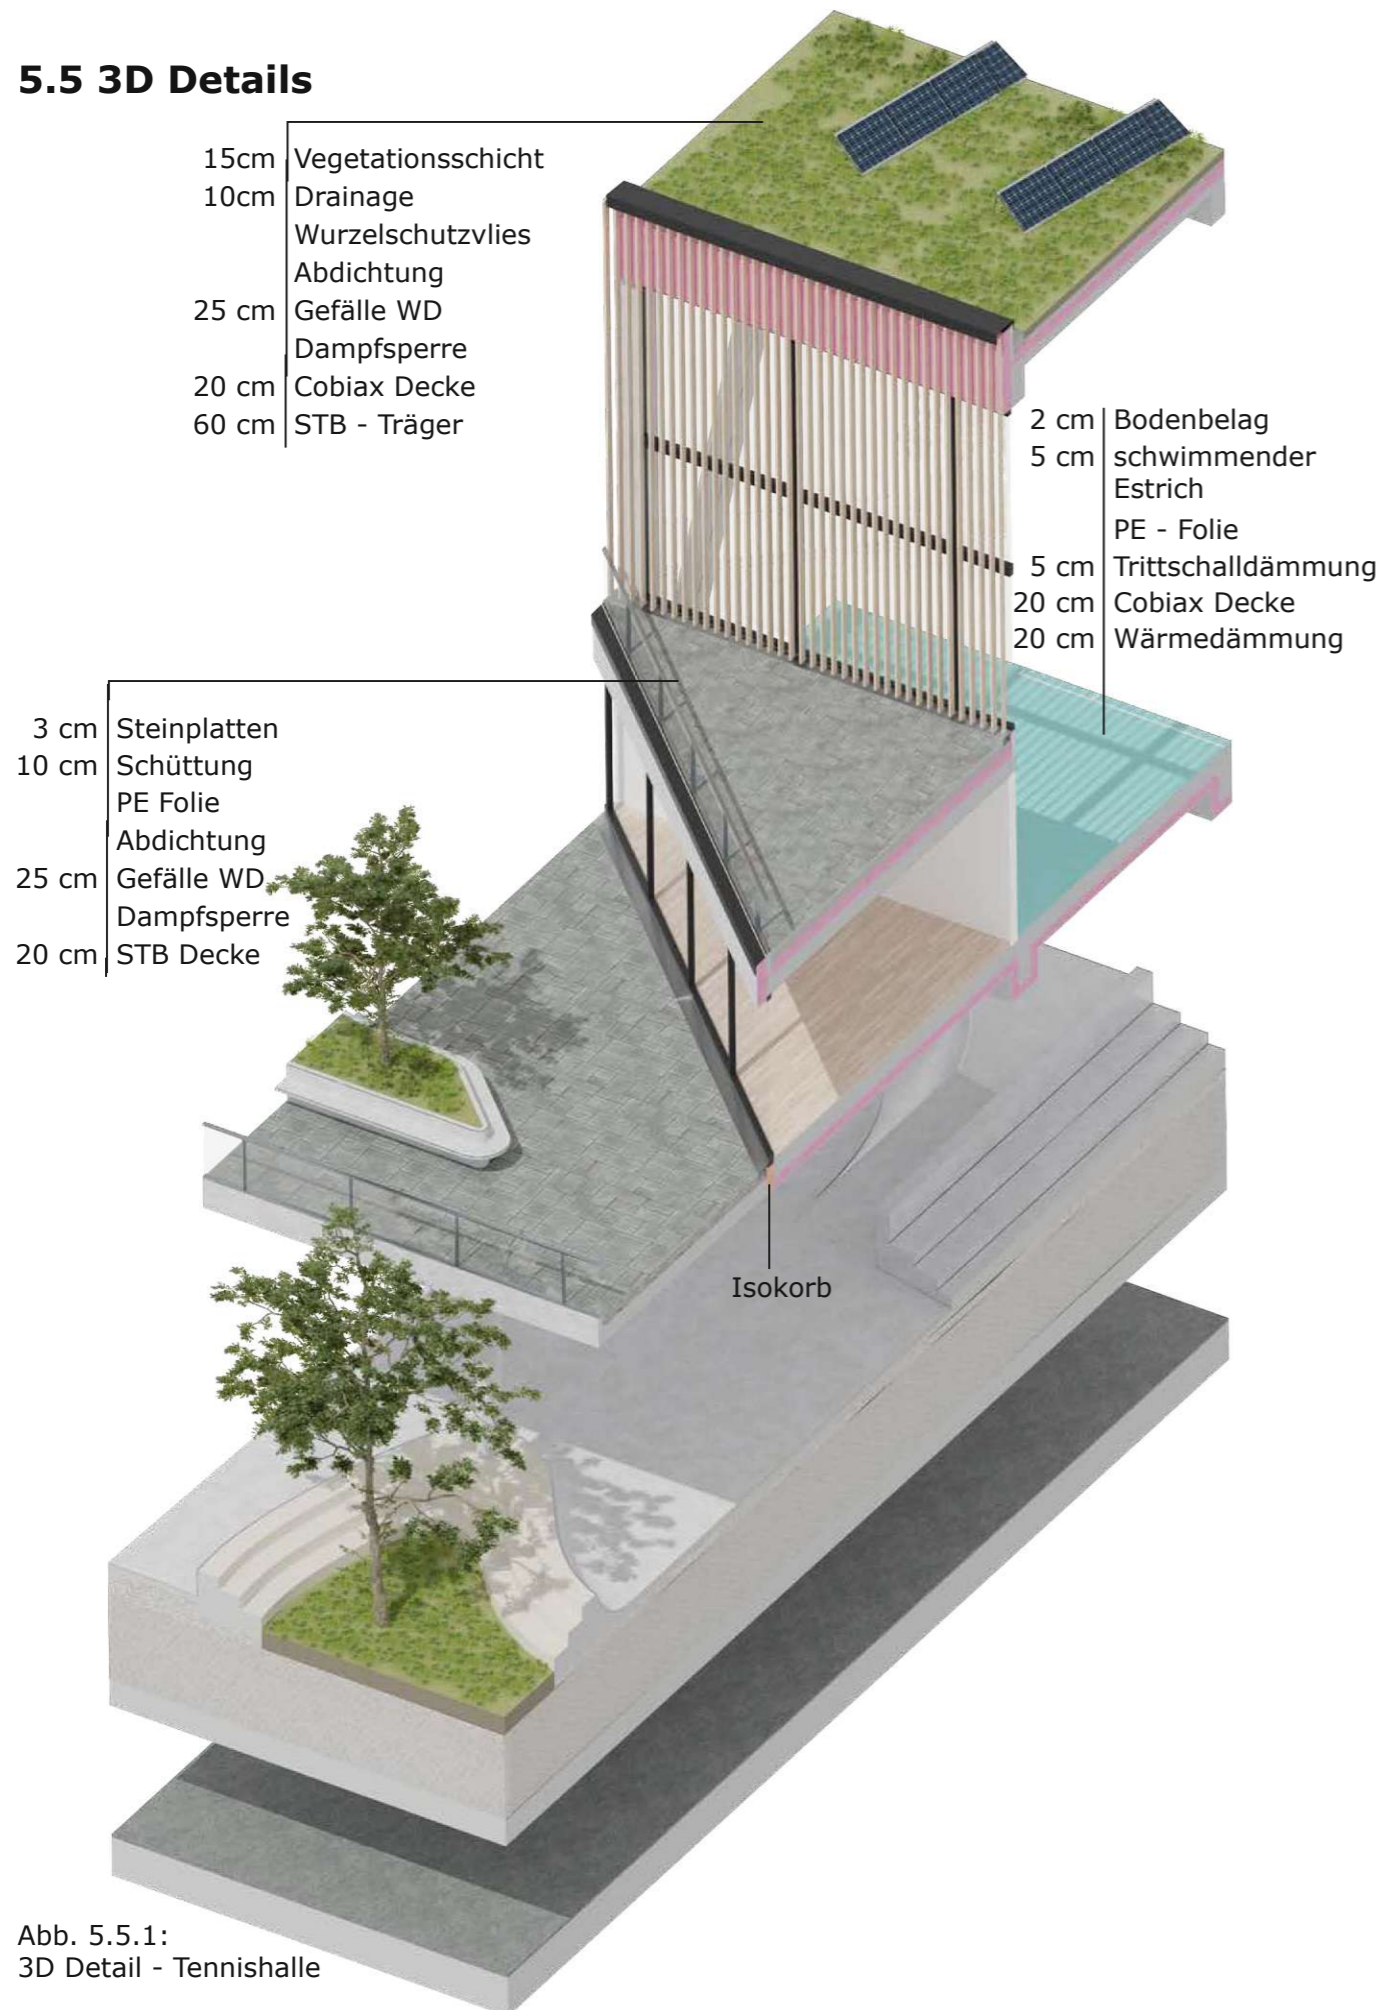 5.5 3D Details
15cm Vegetationsschicht
10cm Drainage
Wurzelschutzvlies
Abdichtung
25 cm Gefälle WD
Dampfsperre
20 cm Cobiax Decke
60 cm STB - Träger
2 cm Bodenbelag
5 cm schwimmender
Estrich
PE - Folie
5 cm Trittschalldämmung
20 cm Cobiax Decke
20 cm Wärmedämmung
3 cm Steinplatten
10 cm Schüttung
PE Folie
Abdichtung
25 cm Gefälle WD
Dampfsperre
20 cm STB Decke
Isokorb
Abb. 5.5.1:
3D Detail - Tennishalle